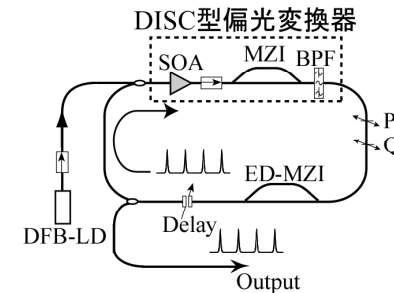 DISC型偏光変換器
SOA
MZI
BPF
P
Q
ED-MZI
Delay
DFB-LD
Output